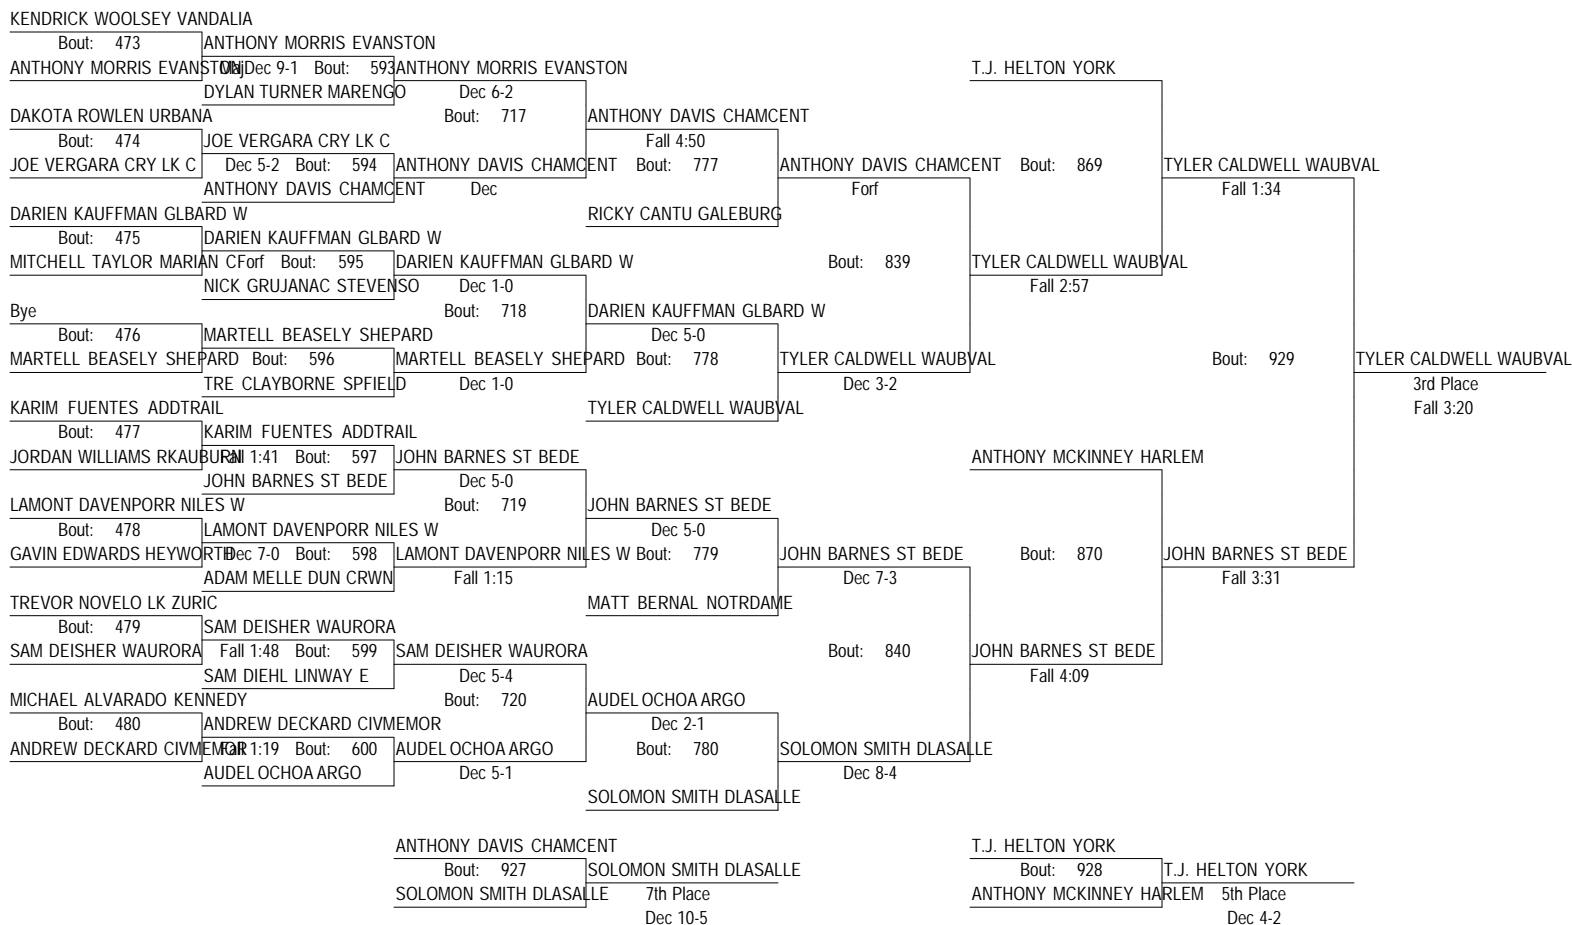 KENDRICK WOOLSEY VANDALIA
Bout: 473 ANTHONY MORRIS EVANSTON
ANTHONY MORRIS EVANSTON MajDec 9-1 Bout: 593 ANTHONY MORRIS EVANSTON T.J. HELTON YORK
DYLAN TURNER MARENGO Dec 6-2
DAKOTA ROWLEN URBANA Bout: 717 ANTHONY DAVIS CHAMCENT
Bout: 474 JOE VERGARA CRY LK C Fall 4:50
JOE VERGARA CRY LK C Dec 5-2 Bout: 594 ANTHONY DAVIS CHAMCENT Bout: 777 ANTHONY DAVIS CHAMCENT Bout: 869 TYLER CALDWELL WAUBVAL
ANTHONY DAVIS CHAMCENT Dec Forf Fall 1:34
DARIEN KAUFFMAN GLBARD W RICKY CANTU GALEBURG
Bout: 475 DARIEN KAUFFMAN GLBARD W
MITCHELL TAYLOR MARIAN C Forf Bout: 595 DARIEN KAUFFMAN GLBARD W Bout: 839 TYLER CALDWELL WAUBVAL
NICK GRUJANAC STEVENSO Dec 1-0 Fall 2:57
Bye Bout: 718 DARIEN KAUFFMAN GLBARD W
Bout: 476 MARTELL BEASELY SHEPARD Dec 5-0
MARTELL BEASELY SHEPARD Bout: 596 MARTELL BEASELY SHEPARD Bout: 778 TYLER CALDWELL WAUBVAL Bout: 929 TYLER CALDWELL WAUBVAL
TRE CLAYBORNE SPFIELD Dec 1-0 Dec 3-2 3rd Place
KARIM FUENTES ADDTRAIL TYLER CALDWELL WAUBVAL Fall 3:20
Bout: 477 KARIM FUENTES ADDTRAIL
JORDAN WILLIAMS RKAUBURN Fall 1:41 Bout: 597 JOHN BARNES ST BEDE ANTHONY MCKINNEY HARLEM
JOHN BARNES ST BEDE Dec 5-0
LAMONT DAVENPORR NILES W Bout: 719 JOHN BARNES ST BEDE
Bout: 478 LAMONT DAVENPORR NILES W Dec 5-0
GAVIN EDWARDS HEYWORTH Dec 7-0 Bout: 598 LAMONT DAVENPORR NILES W Bout: 779 JOHN BARNES ST BEDE Bout: 870 JOHN BARNES ST BEDE
ADAM MELLE DUN CRWN Fall 1:15 Dec 7-3 Fall 3:31
TREVOR NOVELO LK ZURIC MATT BERNAL NOTRDAME
Bout: 479 SAM DEISHER WAURORA
SAM DEISHER WAURORA Fall 1:48 Bout: 599 SAM DEISHER WAURORA Bout: 840 JOHN BARNES ST BEDE
SAM DIEHL LINWAY E Dec 5-4 Fall 4:09
MICHAEL ALVARADO KENNEDY Bout: 720 AUDEL OCHOA ARGO
Bout: 480 ANDREW DECKARD CIVMEMOR Dec 2-1
ANDREW DECKARD CIVMEMOR Fall 1:19 Bout: 600 AUDEL OCHOA ARGO Bout: 780 SOLOMON SMITH DLASALLE
AUDEL OCHOA ARGO Dec 5-1 Dec 8-4
SOLOMON SMITH DLASALLE
ANTHONY DAVIS CHAMCENT T.J. HELTON YORK
Bout: 927 SOLOMON SMITH DLASALLE Bout: 928 T.J. HELTON YORK
SOLOMON SMITH DLASALLE 7th Place ANTHONY MCKINNEY HARLEM 5th Place
Dec 10-5 Dec 4-2